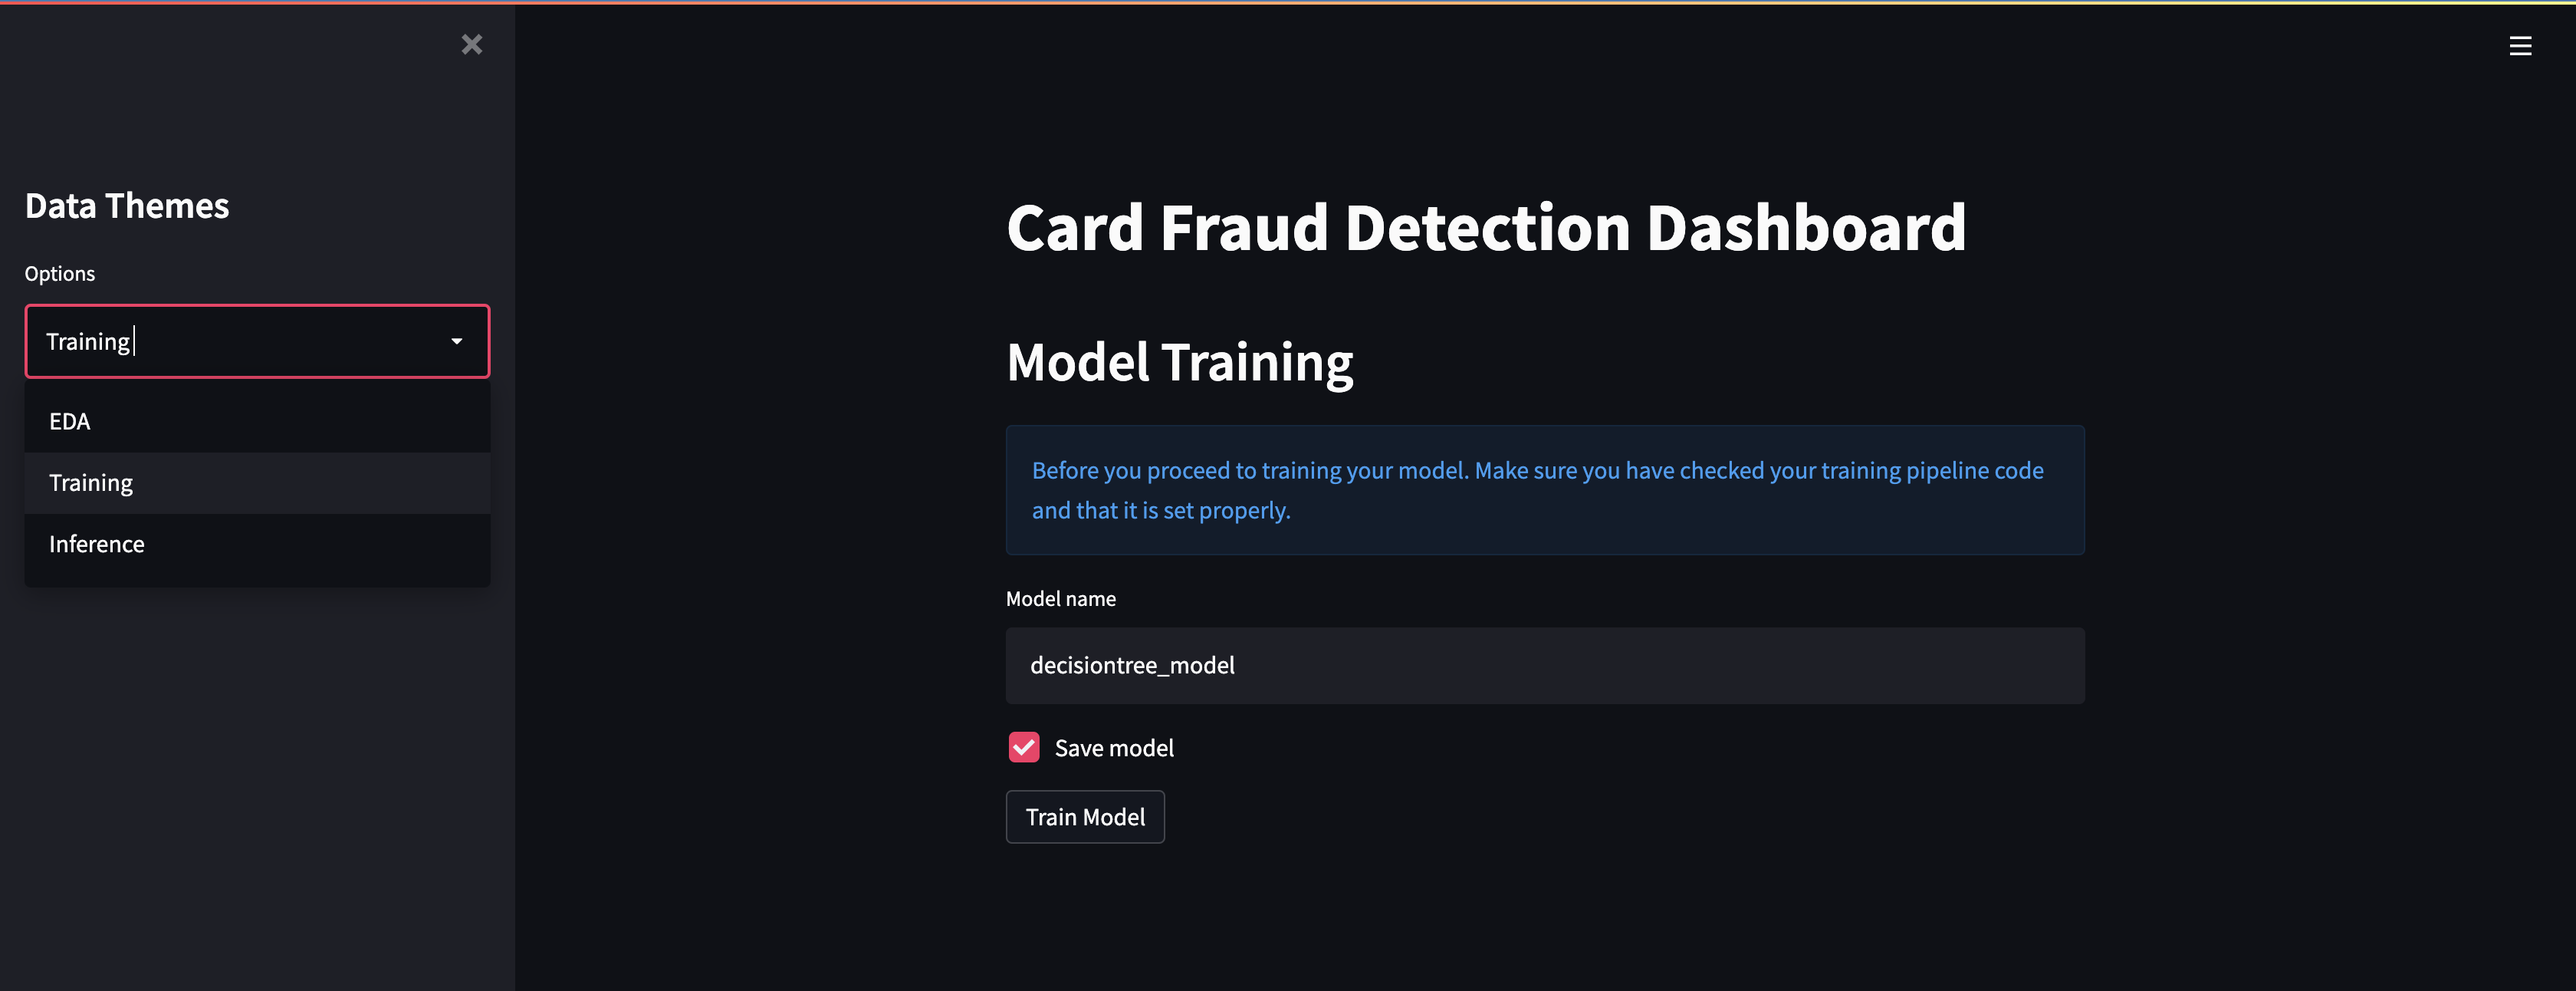 Data Themes
Options
Training
EDA
Training
Inference
Card Fraud Detection Dashboard
Model Training
Before you proceed to training your model. Make sure you have checked your training pipeline code
and that it is set properly.
Model name
decisiontree_model
Save model
Train Model